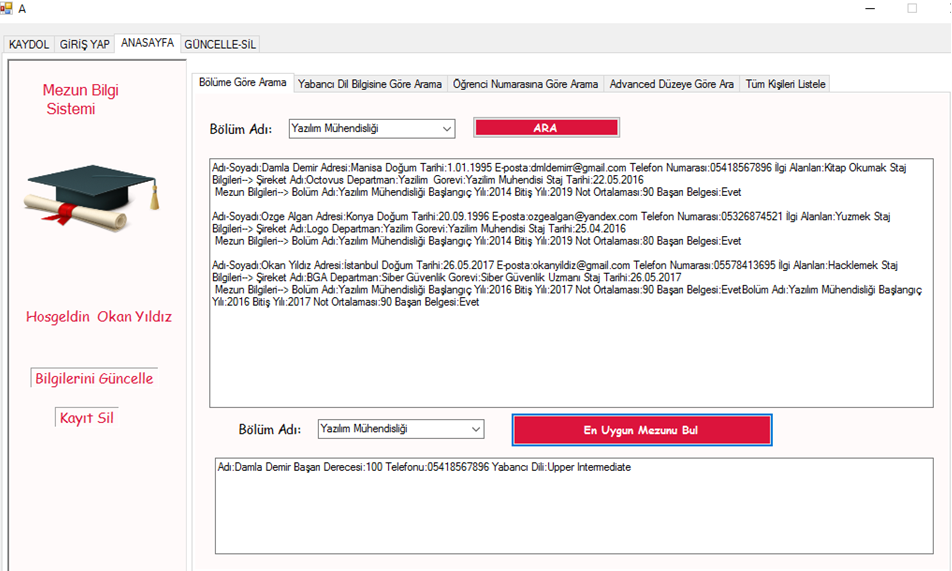 A
KAYDOL GİRİŞ YAP ANASAYFA GÜNCELLE-SİL
Mezun Bilgi
Sistemi
Hosgeldin Okan Yıldız
Bilgilerini Güncelle
Kayıt Sil
Bölüme Göre Arama Yabancı Dil Bilgisine Göre Arama Öğrenci Numarasına Göre Arama Advanced Düzeye Göre Ara Tüm Kişileri Listele
Bölüm Adı: Yazılım Mühendisliği ARA
Adı-Soyadı:Damla Demir Adresi:Manisa Doğum Tarihi:1.01.1995 E-posta:dmldemirr@gmail.com Telefon Numarası:05418567896 İlgi Alanları:Kitap Okumak Staj
Bilgileri--> Şireket Adı:Octovus Departman:Yazilim Gorevi:Yazilim Muhendisi Staj Tarihi:22.05.2016
Mezun Bilgileri--> Bölüm Adı:Yazılım Mühendisliği Başlangıç Yılı:2014 Bitiş Yılı:2019 Not Ortalaması:90 Başarı Belgesi:Evet
Adı-Soyadı:Ozge Algan Adresi:Konya Doğum Tarihi:20.09.1996 E-posta:ozgealgan@yandex.com Telefon Numarası:05326874521 İlgi Alanları:Yuzmek Staj
Bilgileri--> Şireket Adı:Logo Departman:Yazilim Gorevi:Yazilim Muhendisi Staj Tarihi:25.04.2016
Mezun Bilgileri--> Bölüm Adı:Yazılım Mühendisliği Başlangıç Yılı:2014 Bitiş Yılı:2019 Not Ortalaması:80 Başarı Belgesi:Evet
Adı-Soyadı:Okan Yıldız Adresi:İstanbul Doğum Tarihi:26.05.2017 E-posta:okanyildiz@gmail.com Telefon Numarası:05578413695 İlgi Alanları:Hacklemek Staj
Bilgileri--> Şireket Adı:BGA Departman:Siber Güvenlik Gorevi:Siber Güvenlik Uzmanı Staj Tarihi:26.05.2017
Mezun Bilgileri--> Bölüm Adı:Yazılım Mühendisliği Başlangıç Yılı:2016 Bitiş Yılı:2017 Not Ortalaması:90 Başarı Belgesi:EvetBolüm Adı:Yazılım Mühendisliği Başlangıç
Yılı:2016 Bitiş Yılı:2017 Not Ortalaması:90 Başarı Belgesi:Evet
Bölüm Adı: Yazılım Mühendisliği En Uygun Mezunu Bul
Adı:Damla Demir Başarı Derecesi:100 Telefonu:05418567896 Yabancı Dili:Upper Intermediate